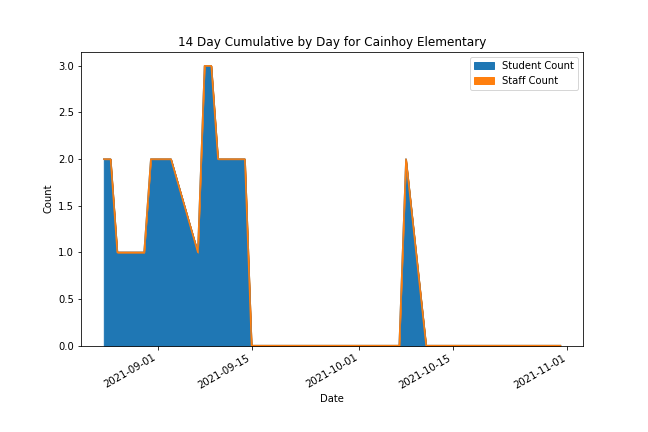 14 Day Cumulative by Day for Cainhoy Elementary
Student Count
Staff Count
3.0
2.5
2.0
1.5
1.0
0.5
0.0
Count
2021-09-01
2021-09-15
2021-10-01
2021-10-15
2021-11-01
Date